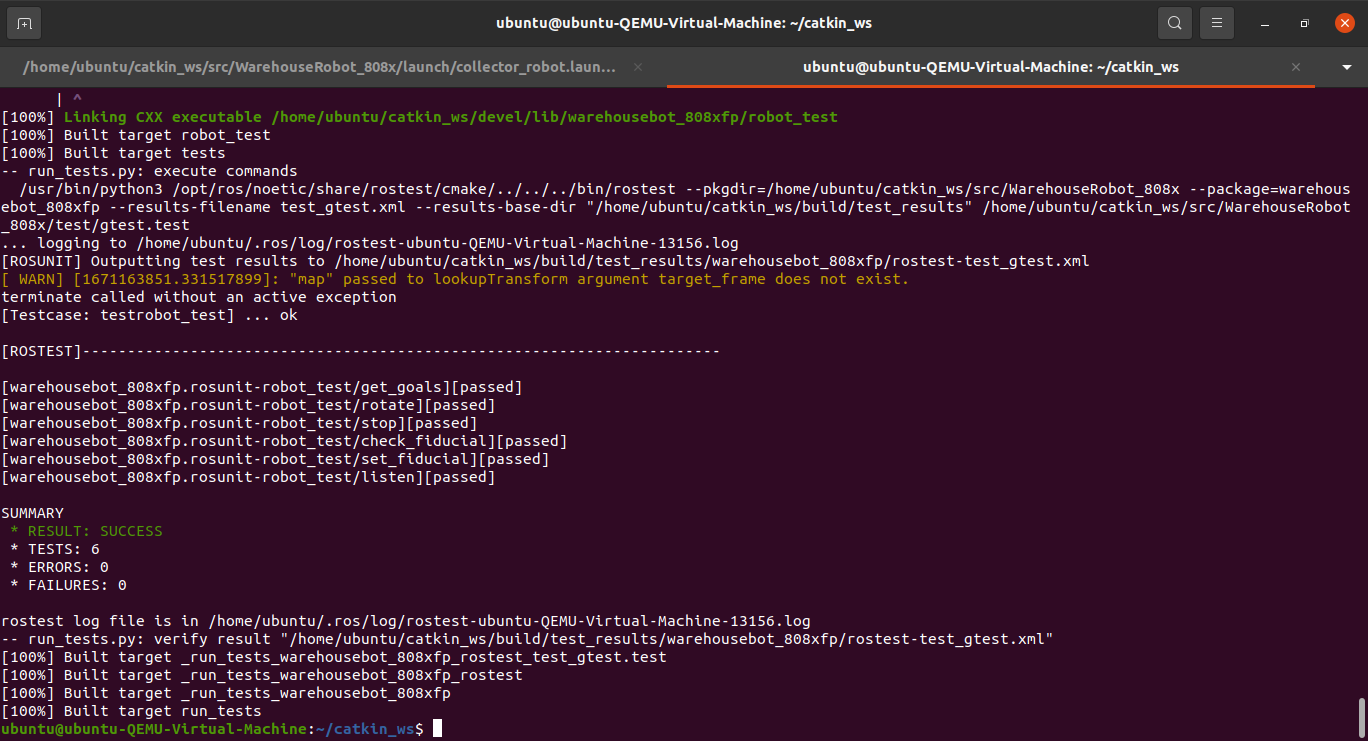 ubuntu@ubuntu-QEMU-Virtual-Machine: ~/catkin_ws
/home/ubuntu/catkin_ws/src/WarehouseRobot_808x/launch/collector_robot.laun...
ubuntu@ubuntu-QEMU-Virtual-Machine: ~/catkin_ws
| ^
[100%] Linking CXX executable /home/ubuntu/catkin_ws/devel/lib/warehousebot_808xfp/robot_test
[100%] Built target robot_test
[100%] Built target tests
-- run_tests.py: execute commands
/usr/bin/python3 /opt/ros/noetic/share/rostest/cmake/../../../bin/rostest --pkgdir=/home/ubuntu/catkin_ws/src/WarehouseRobot_808x --package=warehous
ebot_808xfp --results-filename test_gtest.xml --results-base-dir "/home/ubuntu/catkin_ws/build/test_results" /home/ubuntu/catkin_ws/src/WarehouseRobot
_808x/test/gtest.test
... logging to /home/ubuntu/.ros/log/rostest-ubuntu-QEMU-Virtual-Machine-13156.log
[ROSUNIT] Outputting test results to /home/ubuntu/catkin_ws/build/test_results/warehousebot_808xfp/rostest-test_gtest.xml
[ WARN] [1671163851.331517899]: "map" passed to lookupTransform argument target_frame does not exist.
terminate called without an active exception
[Testcase: testrobot_test] ... ok
[ROSTEST]-----------------------------------------------------------------------
[warehousebot_808xfp.rosunit-robot_test/get_goals][passed]
[warehousebot_808xfp.rosunit-robot_test/rotate][passed]
[warehousebot_808xfp.rosunit-robot_test/stop][passed]
[warehousebot_808xfp.rosunit-robot_test/check_fiducial][passed]
[warehousebot_808xfp.rosunit-robot_test/set_fiducial][passed]
[warehousebot_808xfp.rosunit-robot_test/listen][passed]
SUMMARY
* RESULT: SUCCESS
* TESTS: 6
* ERRORS: 0
* FAILURES: 0
rostest log file is in /home/ubuntu/.ros/log/rostest-ubuntu-QEMU-Virtual-Machine-13156.log
-- run_tests.py: verify result "/home/ubuntu/catkin_ws/build/test_results/warehousebot_808xfp/rostest-test_gtest.xml"
[100%] Built target _run_tests_warehousebot_808xfp_rostest_test_gtest.test
[100%] Built target _run_tests_warehousebot_808xfp_rostest
[100%] Built target _run_tests_warehousebot_808xfp
[100%] Built target run_tests
ubuntu@ubuntu-QEMU-Virtual-Machine:~/catkin_ws$